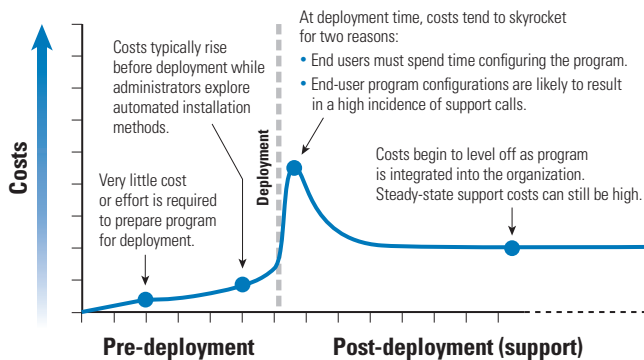 At deployment time, costs tend to skyrocket
for two reasons:
• End users must spend time configuring the program.
• End-user program configurations are likely to result
in a high incidence of support calls.
Costs typically rise
before deployment while
administrators explore
automated installation
methods.
Deployment
Costs begin to level off as program
is integrated into the organization.
Steady-state support costs can still be high.
Very little cost
or effort is required
to prepare program
for deployment.
Costs
Pre-deployment
Post-deployment (support)